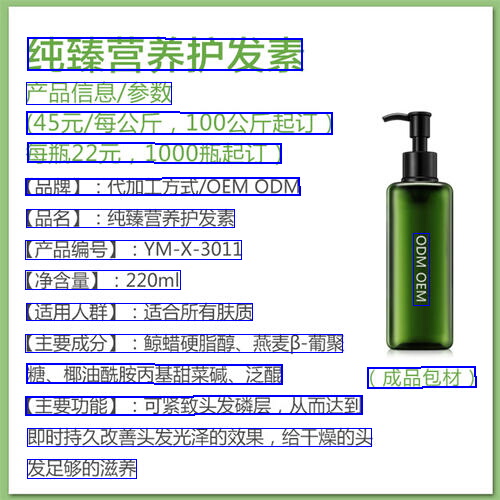 纯臻营养护发素
产品信息/参数
(45元/每公斤，100公斤起订）
每瓶22元，1000瓶起订）
【品牌】：代加工方式/OEM ODM
【品名】：纯臻营养护发素
【产品编号】：YM-X-3011
【净含量】：220ml
【适用人群】：适合所有肤质
【主要成分】：鲸蜡硬脂醇、燕麦β-葡聚
糖、椰油酰胺丙基甜菜碱、泛醌
【主要功能】：可紧致头发磷层，从而达到
即时持久改善头发光泽的效果，给干燥的头
发足够的滋养
ODM OEM
（成品包材）